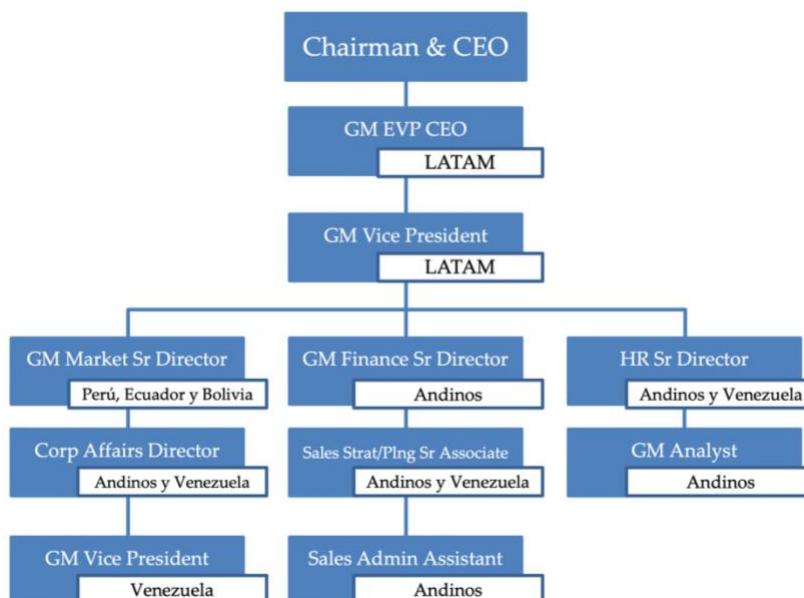 Chairman & CEO
GM EVP CEO
LATAM
GM Vice President
LATAM
GM Market Sr Director
Perú, Ecuador y Bolivia
GM Finance Sr Director
Andinos
HR Sr Director
Andinos y Venezuela
Corp Affairs Director
Andinos y Venezuela
Sales Strat/Plng Sr Associate
Andinos y Venezuela
GM Analyst
Andinos
GM Vice President
Venezuela
Sales Admin Assistant
Andinos